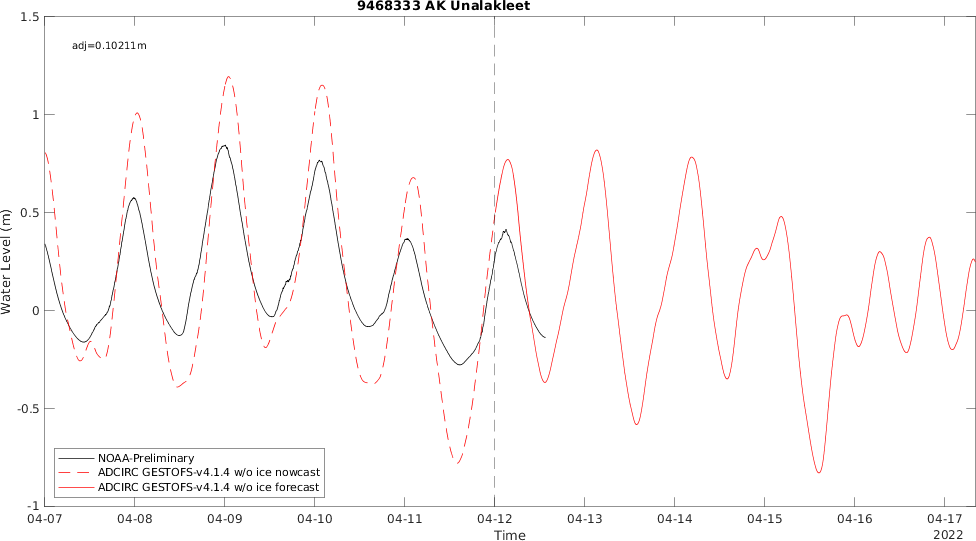 9468333 AK Unalakleet
adj=0.10211m
Water Level (m)
1.5
1
0.5
0
-0.5
-1
NOAA-Preliminary
ADCIRC GESTOFS-v4.1.4 w/o ice nowcast
ADCIRC GESTOFS-v4.1.4 w/o ice forecast
04-07 04-08 04-09 04-10 04-11 04-12 04-13 04-14 04-15 04-16 04-17
Time
2022